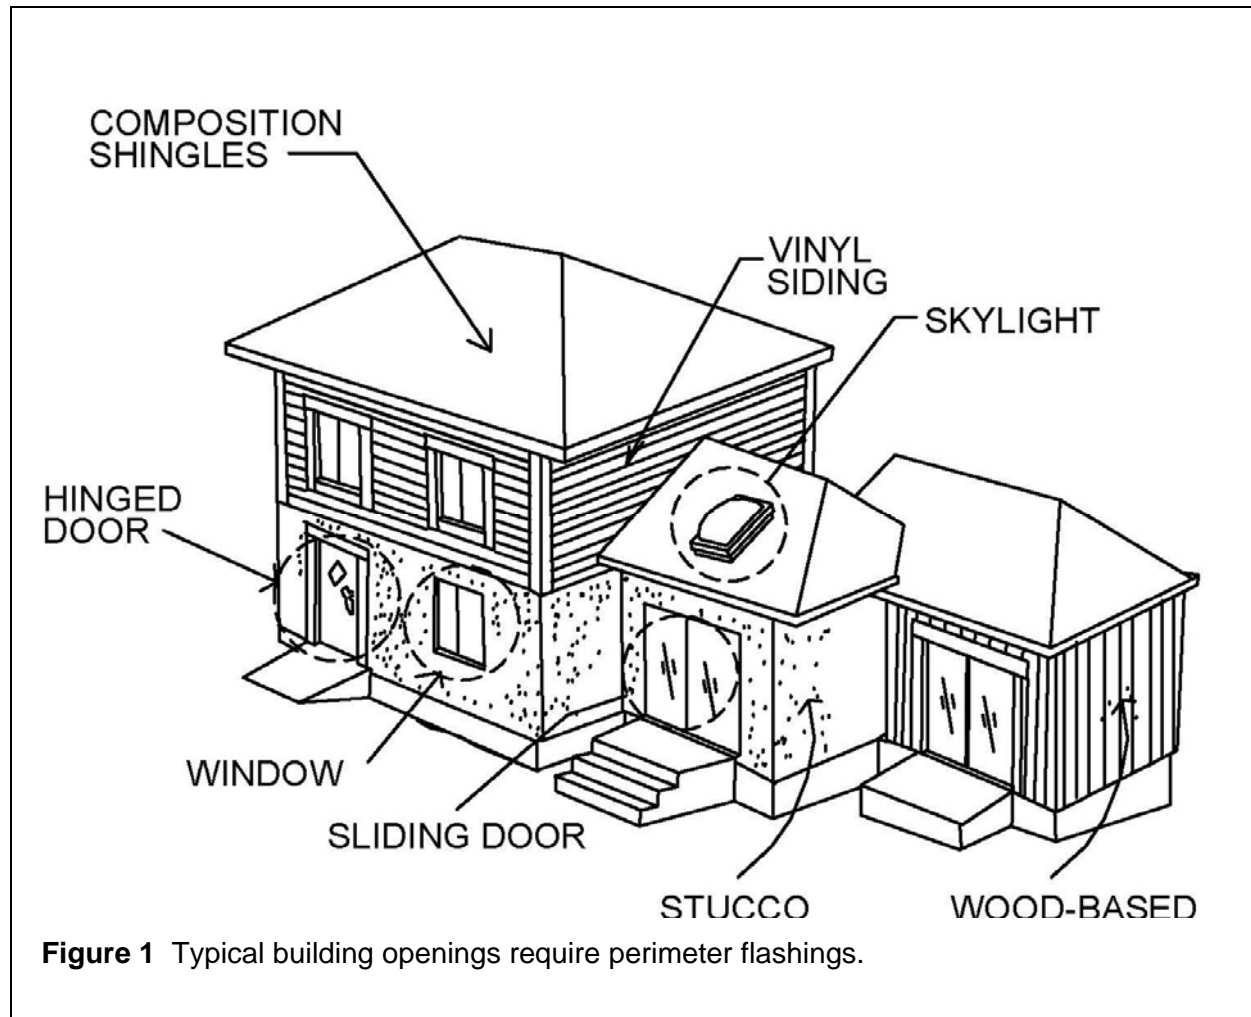 COMPOSITION
SHINGLES
VINYL
SIDING
SKYLIGHT
HINGED
DOOR
WINDOW
SLIDING DOOR
STUCCO
WOOD-BASED
Figure 1 Typical building openings require perimeter flashings.